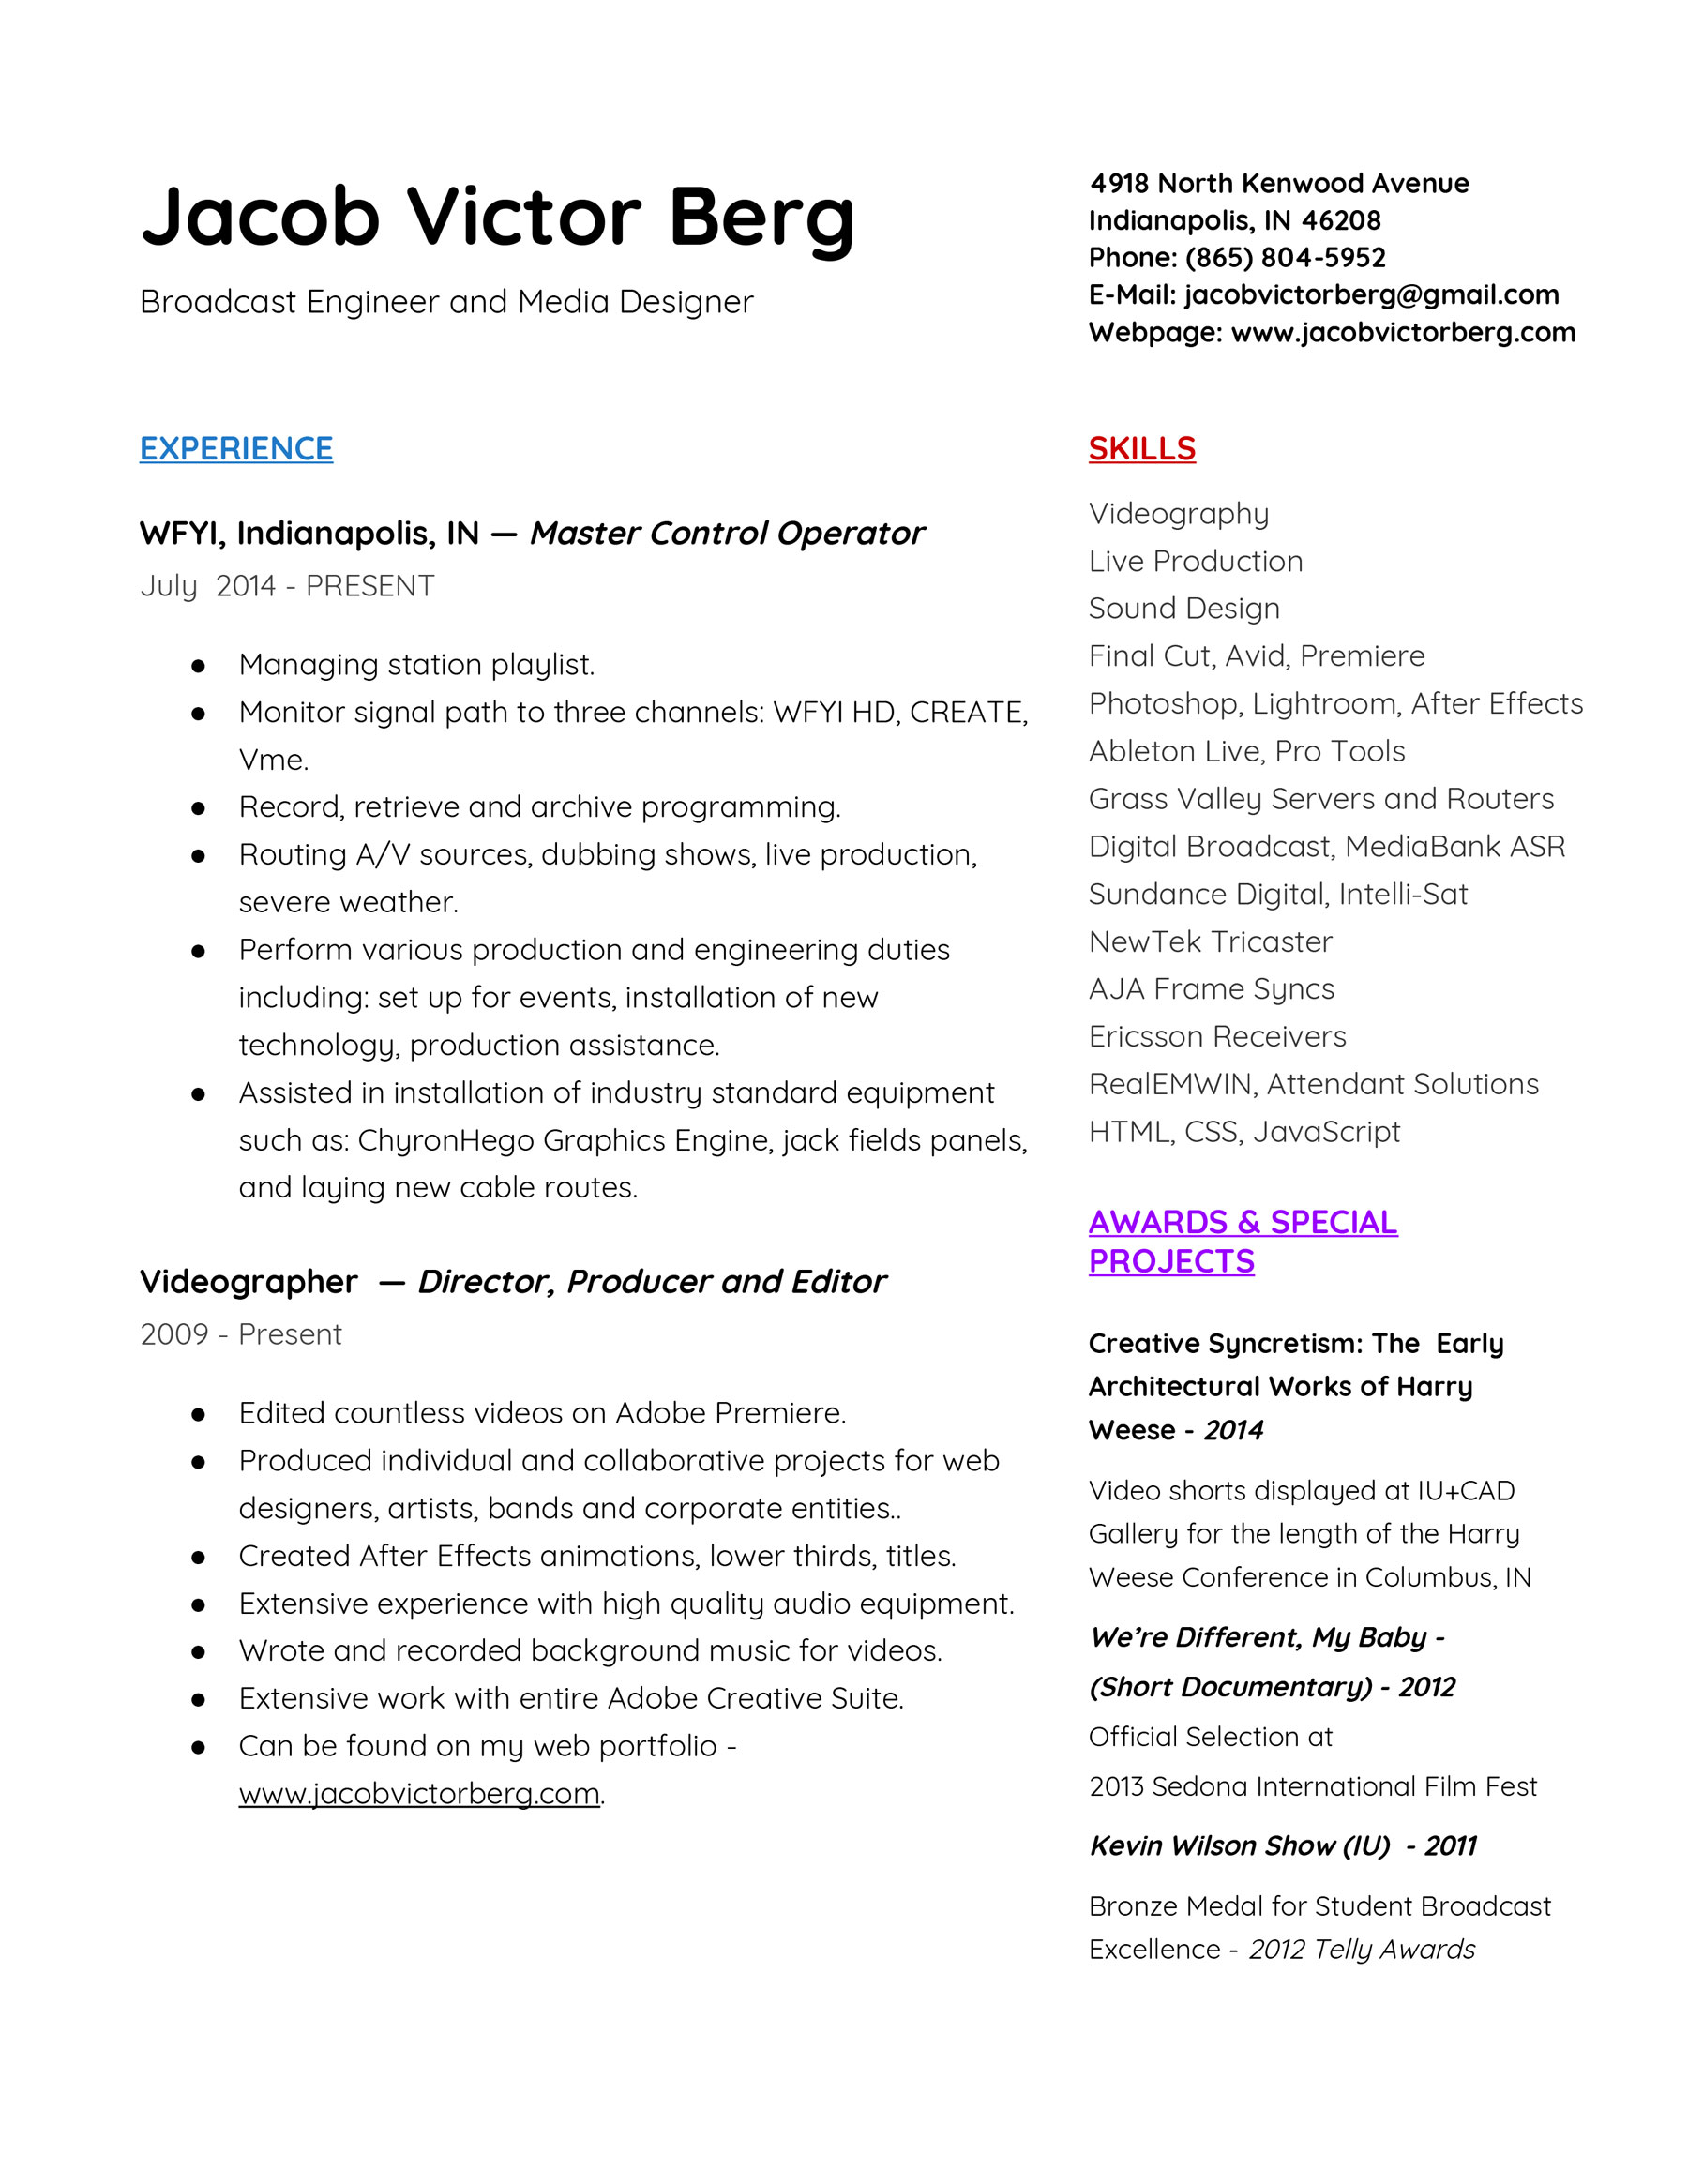 Jacob Victor Berg
Broadcast Engineer and Media Designer
4918 North Kenwood Avenue
Indianapolis, IN 46208
Phone: (865) 804-5952
E-Mail: jacobvictorberg@gmail.com
Webpage: www.jacobvictorberg.com
EXPERIENCE
WFYI, Indianapolis, IN — Master Control Operator
July  2014 - PRESENT
● Managing station playlist.
● Monitor signal path to three channels: WFYI HD, CREATE,
Vme.
● Record, retrieve and archive programming.
● Routing A/V sources, dubbing shows, live production,
severe weather.
● Perform various production and engineering duties
including: set up for events, installation of new
technology, production assistance.
● Assisted in installation of industry standard equipment
such as: ChyronHego Graphics Engine, jack fields panels,
and laying new cable routes.
Videographer  — Director, Producer and Editor
2009 - Present
● Edited countless videos on Adobe Premiere.
● Produced individual and collaborative projects for web
designers, artists, bands and corporate entities..
● Created After Effects animations, lower thirds, titles.
● Extensive experience with high quality audio equipment.
● Wrote and recorded background music for videos.
● Extensive work with entire Adobe Creative Suite.
● Can be found on my web portfolio -
www.jacobvictorberg.com.
SKILLS
Videography
Live Production
Sound Design
Final Cut, Avid, Premiere
Photoshop, Lightroom, After Effects
Ableton Live, Pro Tools
Grass Valley Servers and Routers
Digital Broadcast, MediaBank ASR
Sundance Digital, Intelli-Sat
NewTek Tricaster
AJA Frame Syncs
Ericsson Receivers
RealEMWIN, Attendant Solutions
HTML, CSS, JavaScript
AWARDS & SPECIAL
PROJECTS
Creative Syncretism: The  Early
Architectural Works of Harry
Weese - 2014
Video shorts displayed at IU+CAD
Gallery for the length of the Harry
Weese Conference in Columbus, IN
We’re Different, My Baby -
(Short Documentary) - 2012
Official Selection at
2013 Sedona International Film Fest
Kevin Wilson Show (IU)  - 2011
Bronze Medal for Student Broadcast
Excellence - 2012 Telly Awards